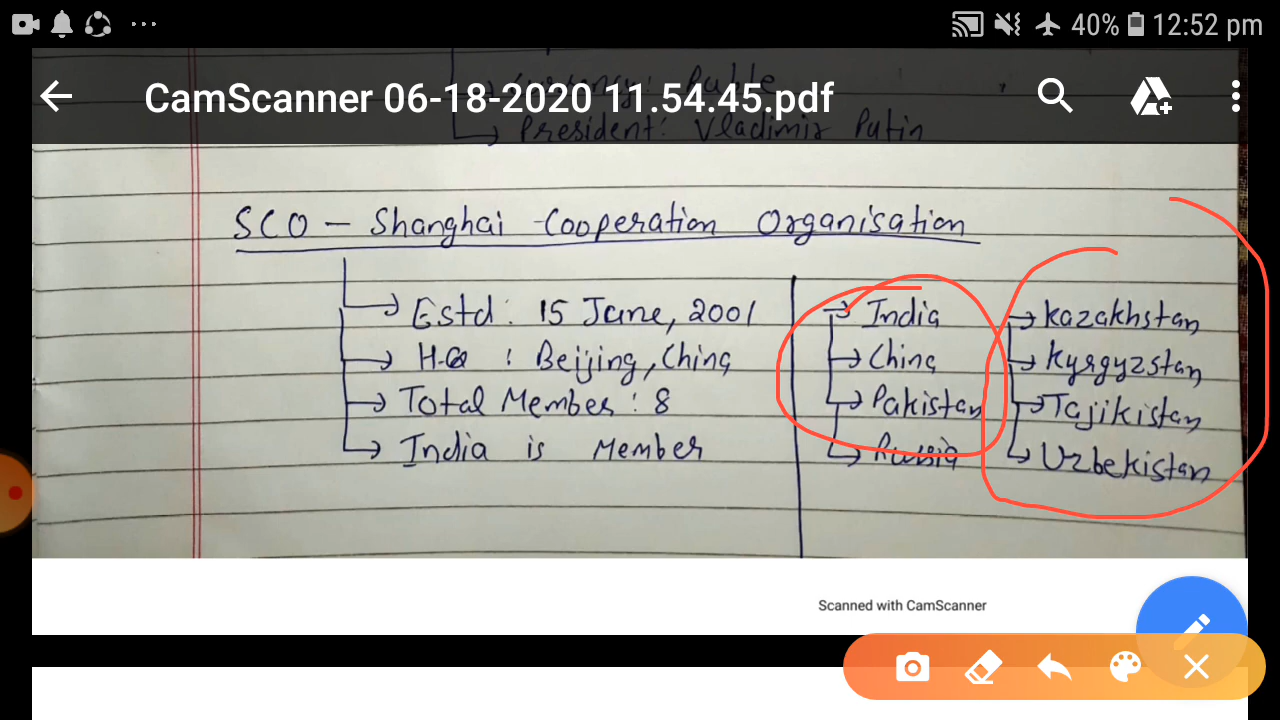 40% 12:52 pm
CamScanner 06-18-2020 11.54.45.pdf
President: Vladimir Putin
SCO - Shanghai Cooperation Organisation
Estd: 15 June, 2001
H.Q : Beijing, China
Total Member: 8
India is Member
India
China
Pakistan
Russia
Kazakhstan
Kyrgyzstan
Tajikistan
Uzbekistan
Scanned with CamScanner